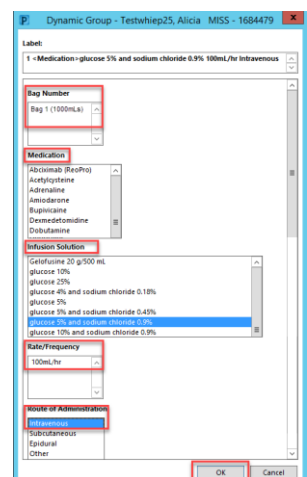 Dynamic Group - Testwhiep25, Alicia MISS - 1684479
Label:
1 <Medication>glucose 5% and sodium chloride 0.9% 100mL/hr Intravenous
Bag Number
Bag 1 (1000mLs)
Medication
Abciximab (ReoPro)
Acetylcysteine
Adrenaline
Amiodarone
Bupivicaine
Dexmedetomidine
Dobutamine
Infusion Solution
Gelofusine 20 g/500 mL
glucose 10%
glucose 25%
glucose 4% and sodium chloride 0.18%
glucose 5%
glucose 5% and sodium chloride 0.45%
glucose 5% and sodium chloride 0.9%
glucose 10% and sodium chloride 0.9%
Rate/Frequency
100mL/hr
Route of Administration
Intravenous
Subcutaneous
Epidural
Other
OK Cancel